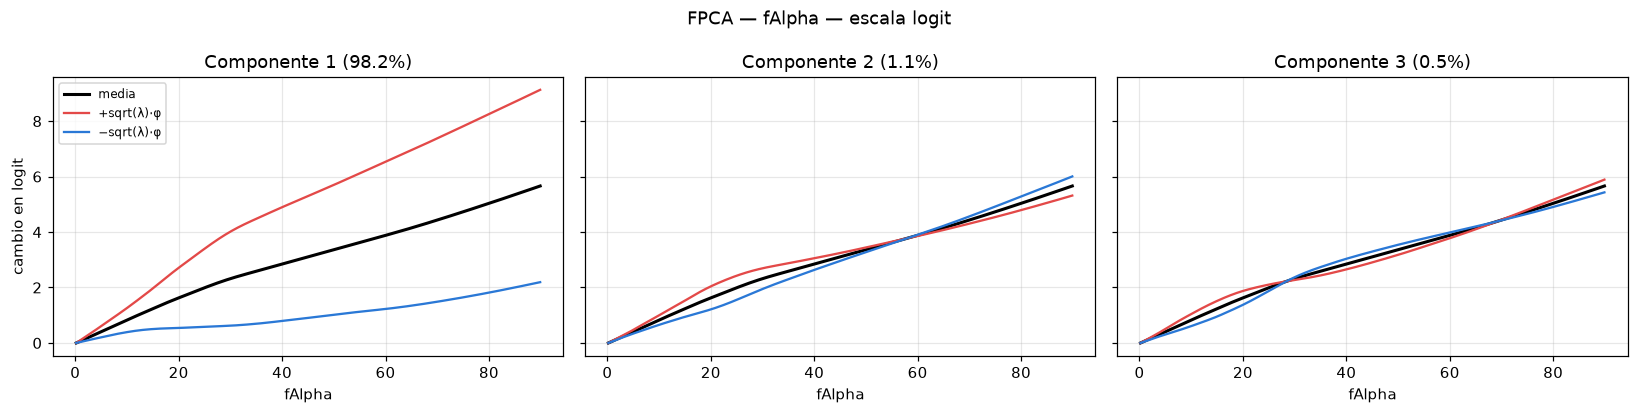 FPCA — fAlpha — escala logit
Componente 1 (98.2%)
Componente 2 (1.1%)
Componente 3 (0.5%)
media
+sqrt(λ)·φ
−sqrt(λ)·φ
cambio en logit
8
6
4
2
0
0 20 40 60 80
0 20 40 60 80
0 20 40 60 80
fAlpha
fAlpha
fAlpha